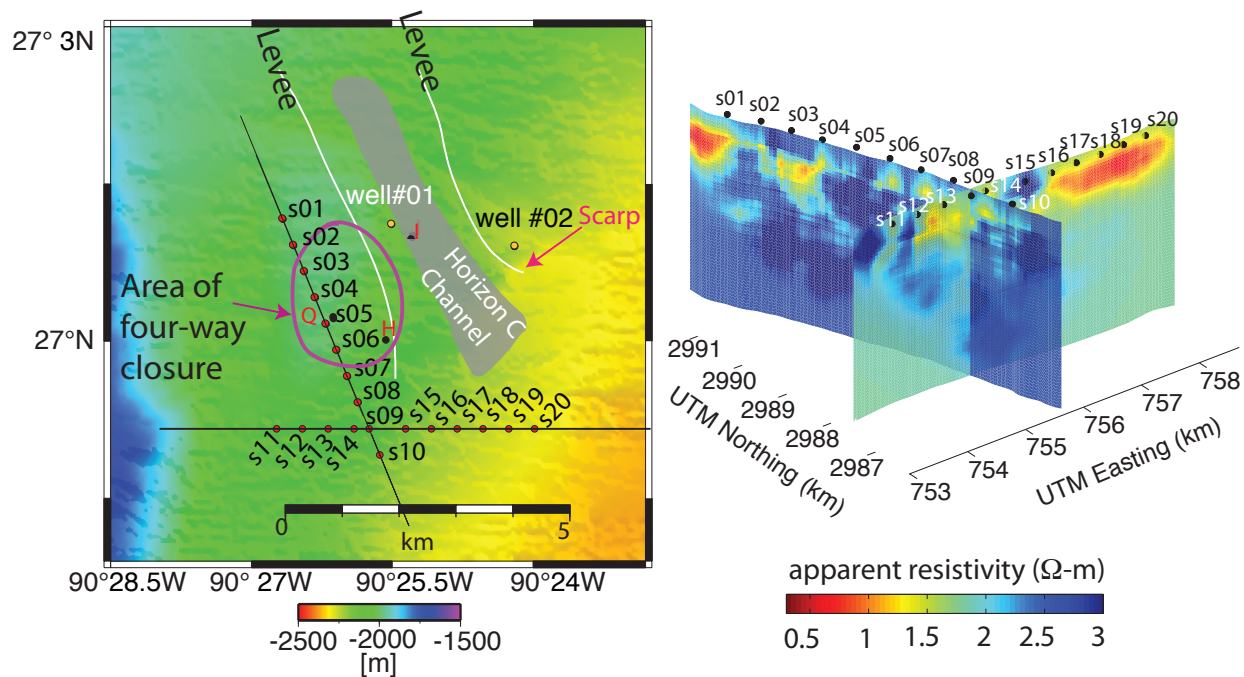 27° 3N
27°N
90° 28.5W
90° 27W
90° 25.5W
90° 24W
Levee
Levee
well#01
well #02
Scarp
I
Horizon C
Channel
s01
s02
s03
s04
Q
s05
s06
H
s07
s08
s09
s10
s11
s12
s13
s14
s15
s16
s17
s18
s19
s20
Area of
four-way
closure
0
5
km
-2500
-2000
-1500
[m]
s01
s02
s03
s04
s05
s06
s07
s08
s09
s10
s11
s12
s13
s14
s15
s16
s17
s18
s19
s20
2991
2990
2989
2988
2987
UTM Northing (km)
753
754
755
756
757
758
UTM Easting (km)
apparent resistivity (Ω-m)
0.5
1
1.5
2
2.5
3